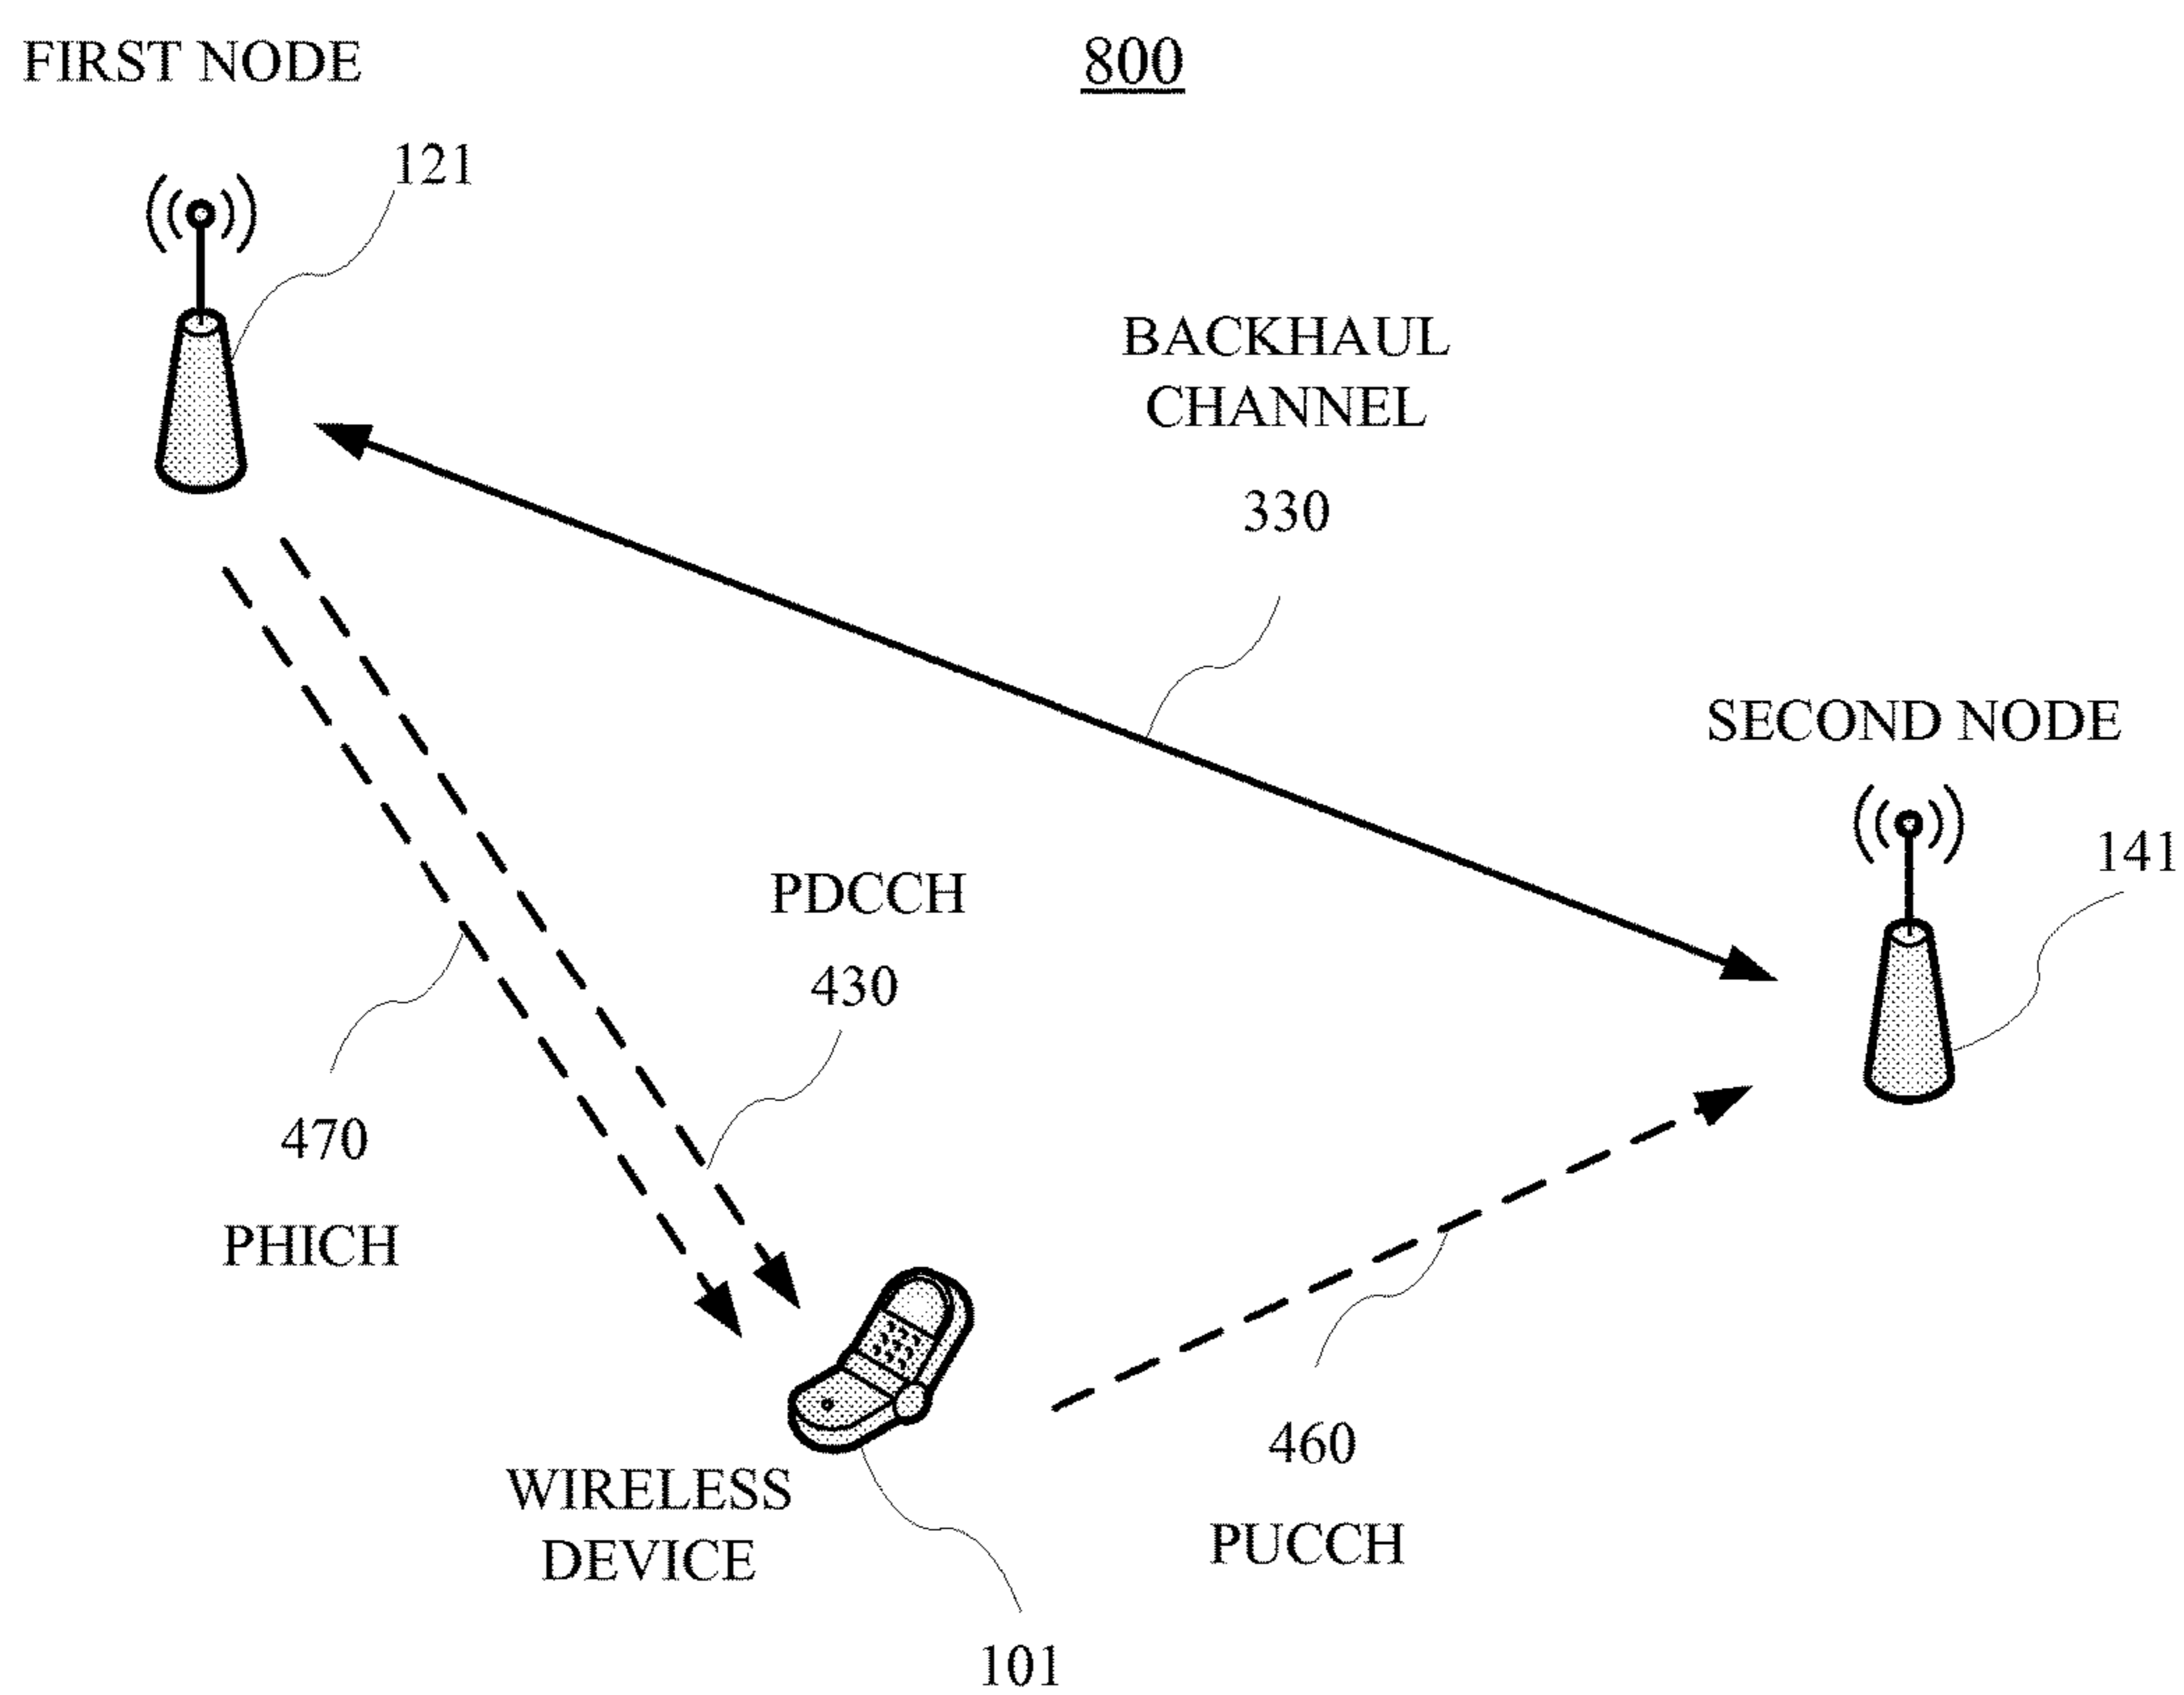 FIRST NODE
800
121
BACKHAUL
CHANNEL
330
SECOND NODE
141
PDCCH
430
470
PHICH
460
PUCCH
WIRELESS
DEVICE
101